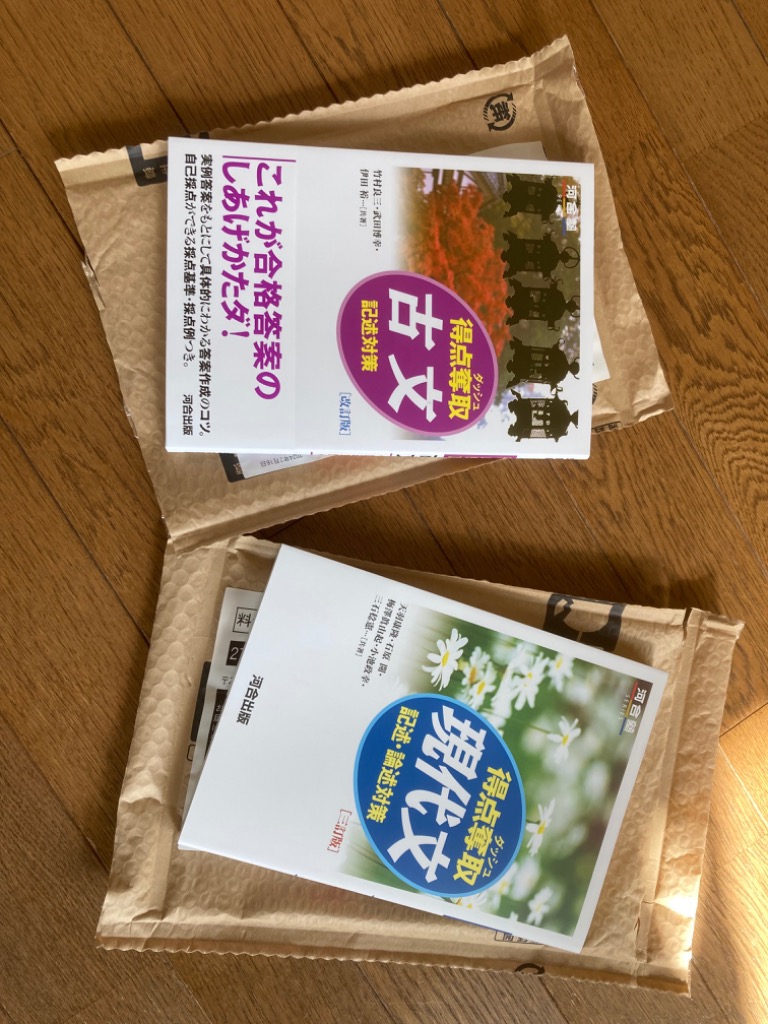 河合塾
SERIES
得点奪取
ダッシュ
古文
記述対策
[改訂版]
竹村良三・武田博幸・
伊田 裕一[共著]
これが合格答案の
しあげかたダ!
実例答案をもとにして具体的にわかる答案作成のコツ。
自己採点ができる採点基準・採点例つき。
河合出版
河合塾
SERIES
得点奪取
ダッシュ
現代文
記述・論述対策
[三訂版]
河合出版